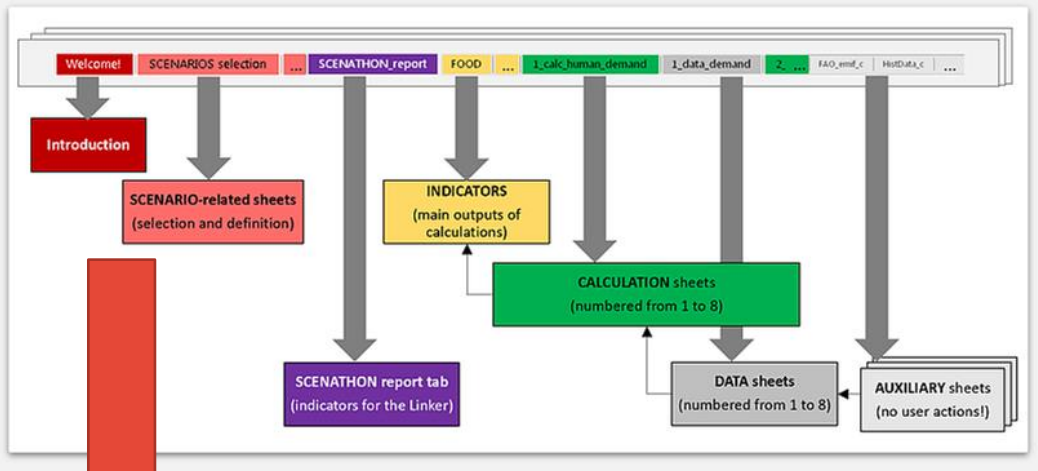 Welcome!
SCENARIOS selection
...
SCENATHON_report
FOOD
...
1_calc_human_demand
1_data_demand
2_ ...
FAO_emif_c
HistData_c
...
Introduction
SCENARIO-related sheets
(selection and definition)
INDICATORS
(main outputs of
calculations)
CALCULATION sheets
(numbered from 1 to 8)
SCENATHON report tab
(indicators for the Linker)
DATA sheets
(numbered from 1 to 8)
AUXILIARY sheets
(no user actions!)